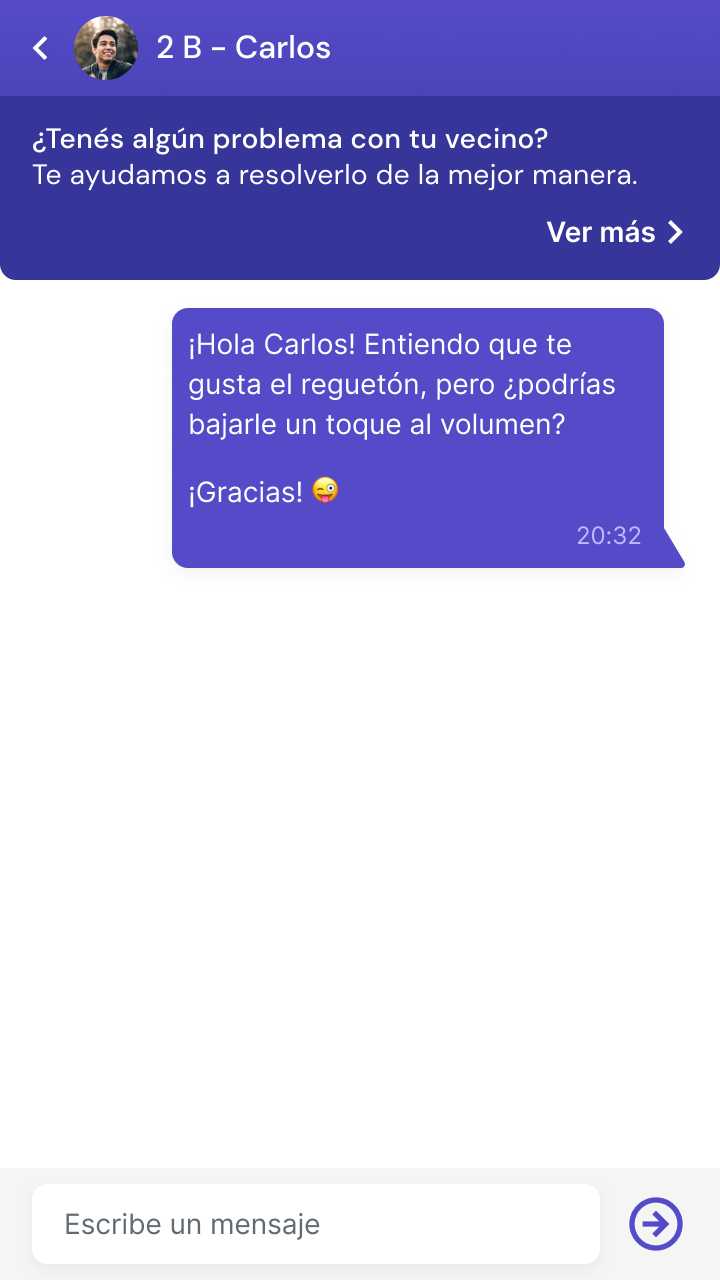 2 B – Carlos
¿Tenés algún problema con tu vecino?
Te ayudamos a resolverlo de la mejor manera.
Ver más
¡Hola Carlos! Entiendo que te
gusta el reguetón, pero ¿podrías
bajarle un toque al volumen?
¡Gracias! 😜
20:32
Escribe un mensaje